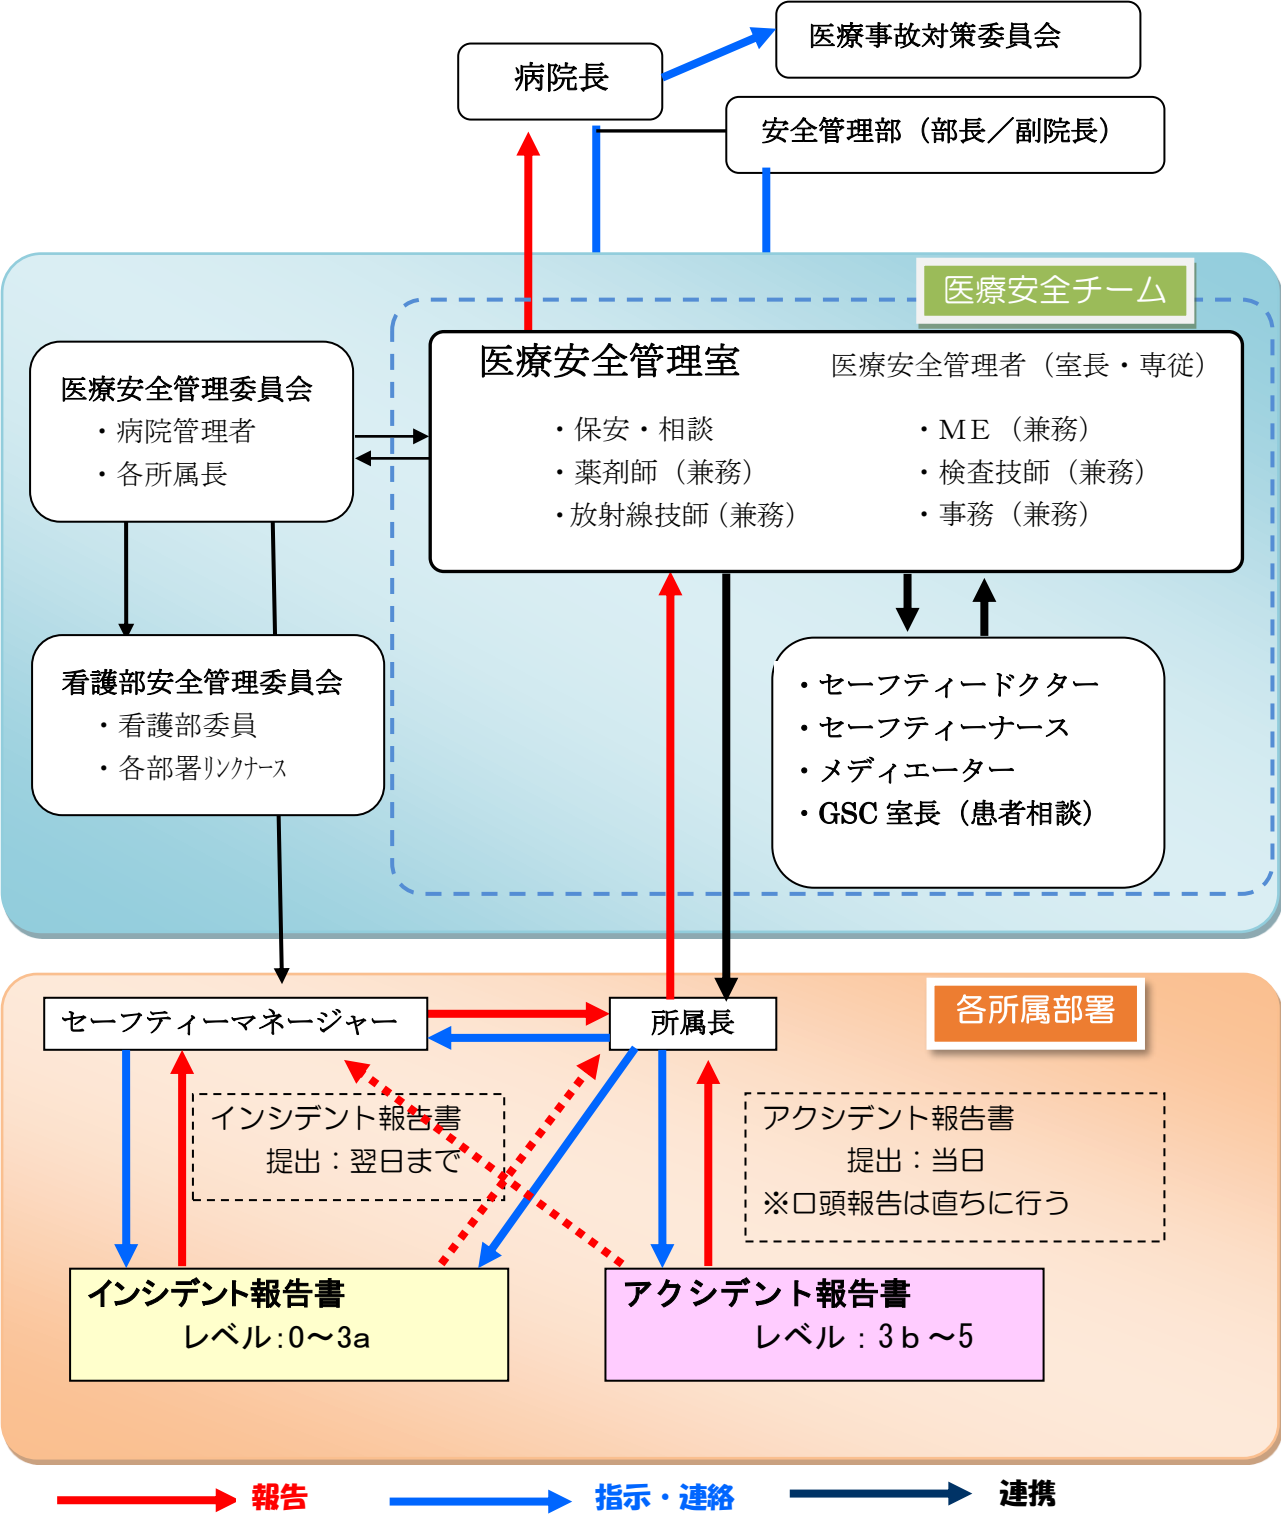 医療事故対策委員会
病院長
安全管理部（部長／副院長）
医療安全チーム
医療安全管理室
医療安全管理者（室長・専従）
・保安・相談
・薬剤師（兼務）
・放射線技師（兼務）
・ＭＥ（兼務）
・検査技師（兼務）
・事務（兼務）
医療安全管理委員会
・病院管理者
・各所属長
看護部安全管理委員会
・看護部委員
・各部署ﾘﾝｸﾅｰｽ
・セーフティードクター
・セーフティーナース
・メディエーター
・GSC 室長（患者相談）
各所属部署
セーフティーマネージャー
所属長
インシデント報告書
提出：翌日まで
アクシデント報告書
提出：当日
※口頭報告は直ちに行う
インシデント報告書
レベル:0～3a
アクシデント報告書
レベル：3ｂ～5
報告
指示・連絡
連携